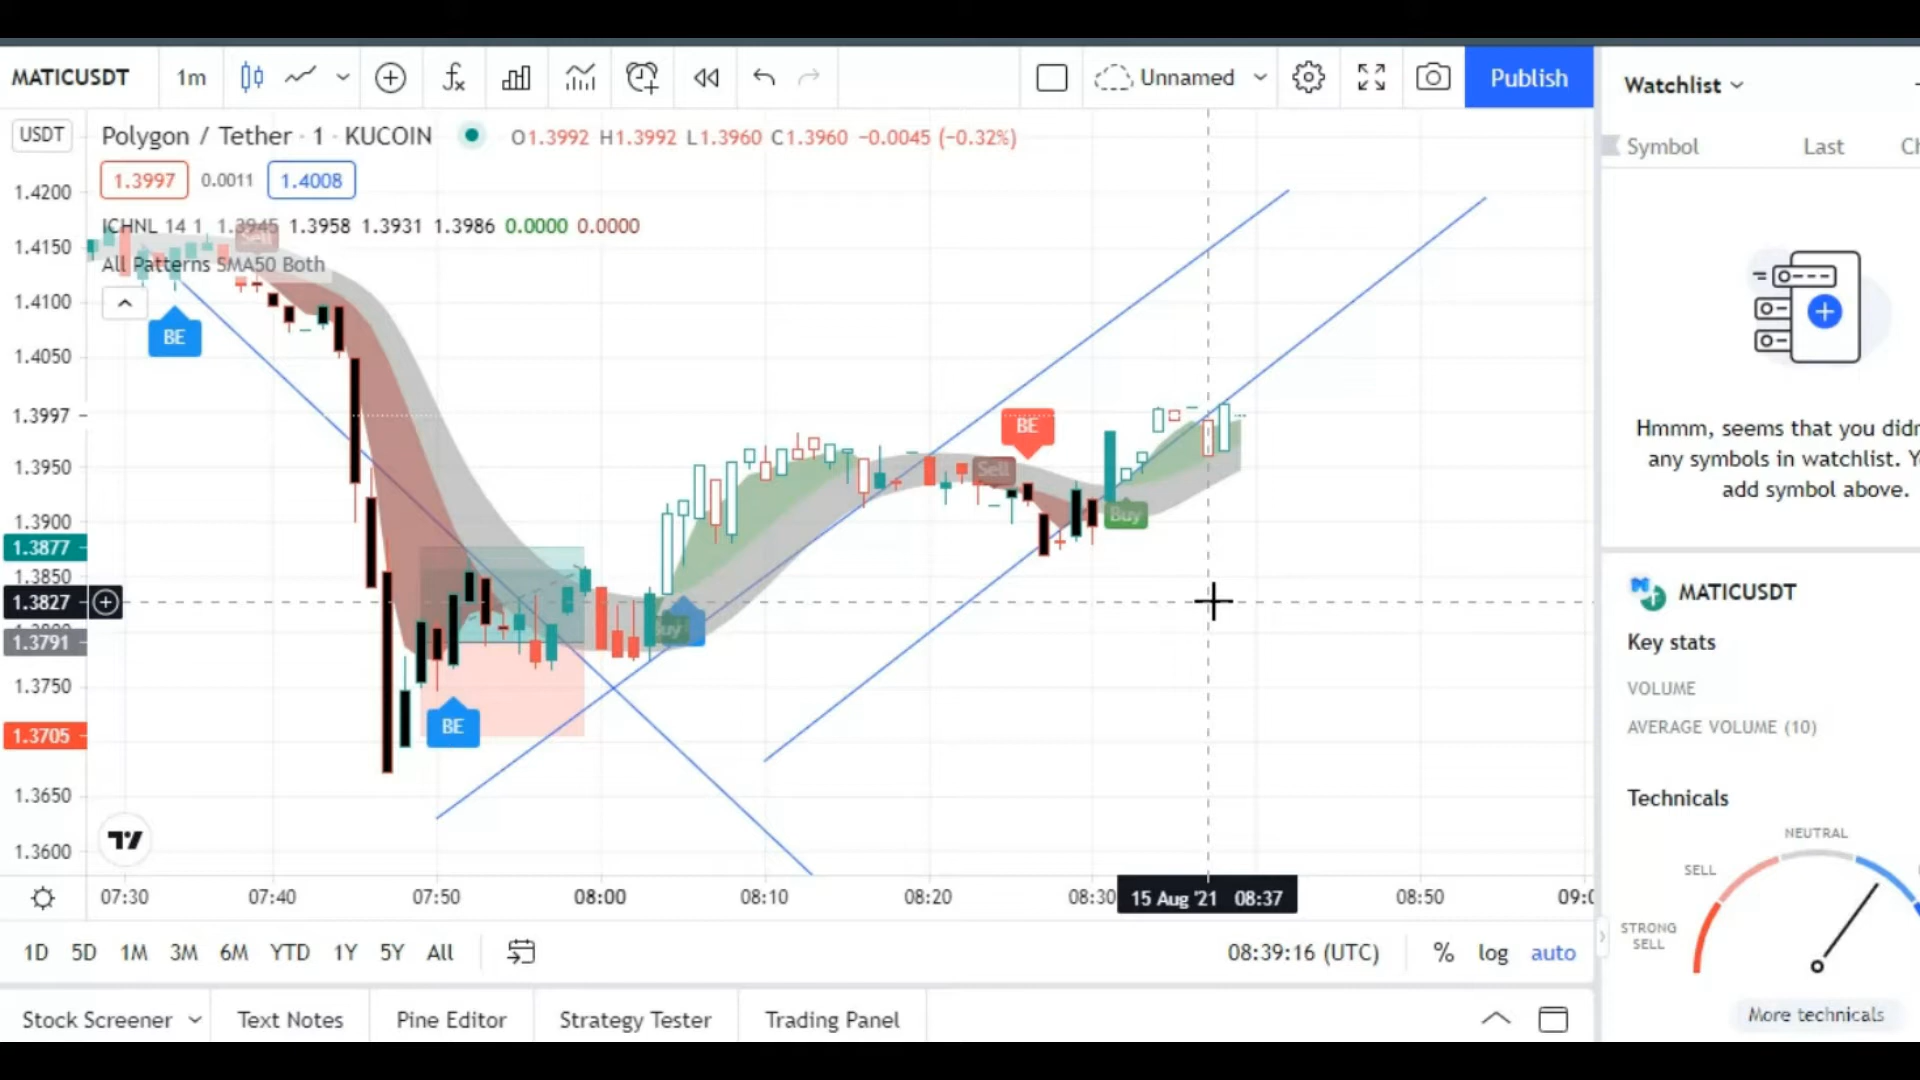 MATICUSDT 1m Unnamed Publish
Watchlist
USDT Polygon / Tether · 1 · KUCOIN O1.3992 H1.3992 L1.3960 C1.3960 −0.0045 (−0.32%)
Symbol Last Ch
1.3997 0.0011 1.4008
1.4200
ICHNL 14 1 1.3945 1.3958 1.3931 1.3986 0.0000 0.0000
Sell
1.4150
All Patterns SMA50 Both
1.4100
BE
1.4050
1.3997
BE
Hmmm, seems that you didn
any symbols in watchlist. Y
add symbol above.
1.3950
Sell
1.3900
Buy
1.3877
1.3850
1.3827
MATICUSDT
Buy
1.3791
Key stats
1.3750
VOLUME
BE
AVERAGE VOLUME (10)
1.3705
1.3650
Technicals
1.3600
NEUTRAL
SELL
STRONG
SELL
07:30 07:40 07:50 08:00 08:10 08:20 08:30 15 Aug '21 08:37 08:50 09:0
1D 5D 1M 3M 6M YTD 1Y 5Y All 08:39:16 (UTC) % log auto
More technicals
Stock Screener Text Notes Pine Editor Strategy Tester Trading Panel